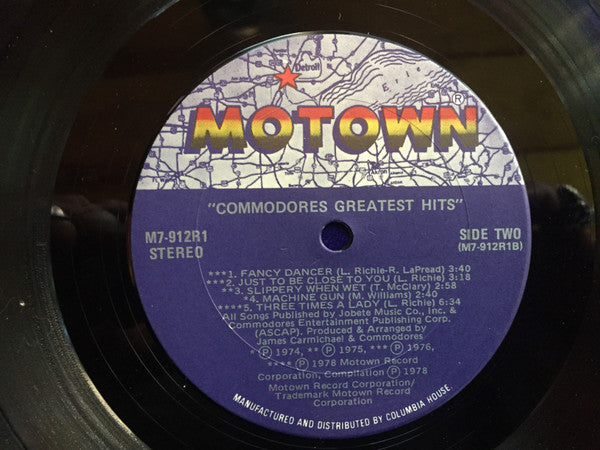 Detroit
Erie
MOTOWN®
"COMMODORES GREATEST HITS"
M7-912R1
STEREO
SIDE TWO
(M7-912R1B)
***1. FANCY DANCER (L. Richie-R. LaPread) 3:40
***2. JUST TO BE CLOSE TO YOU (L. Richie) 3:18
**3. SLIPPERY WHEN WET (T. McClary) 2:58
*4. MACHINE GUN (M. Williams) 2:40
****5. THREE TIMES A LADY (L. Richie) 6:34
All Songs Published by Jobete Music Co., Inc. &
Commodores Entertainment Publishing Corp.
(ASCAP). Produced & Arranged by
James Carmichael & Commodores
*Ⓟ 1974, **Ⓟ 1975, ***Ⓟ 1976,
****Ⓟ 1978 Motown Record
Corporation, Compilation Ⓟ 1978
Motown Record Corporation/
Trademark Motown Record
Corporation
MANUFACTURED AND DISTRIBUTED BY COLUMBIA HOUSE.